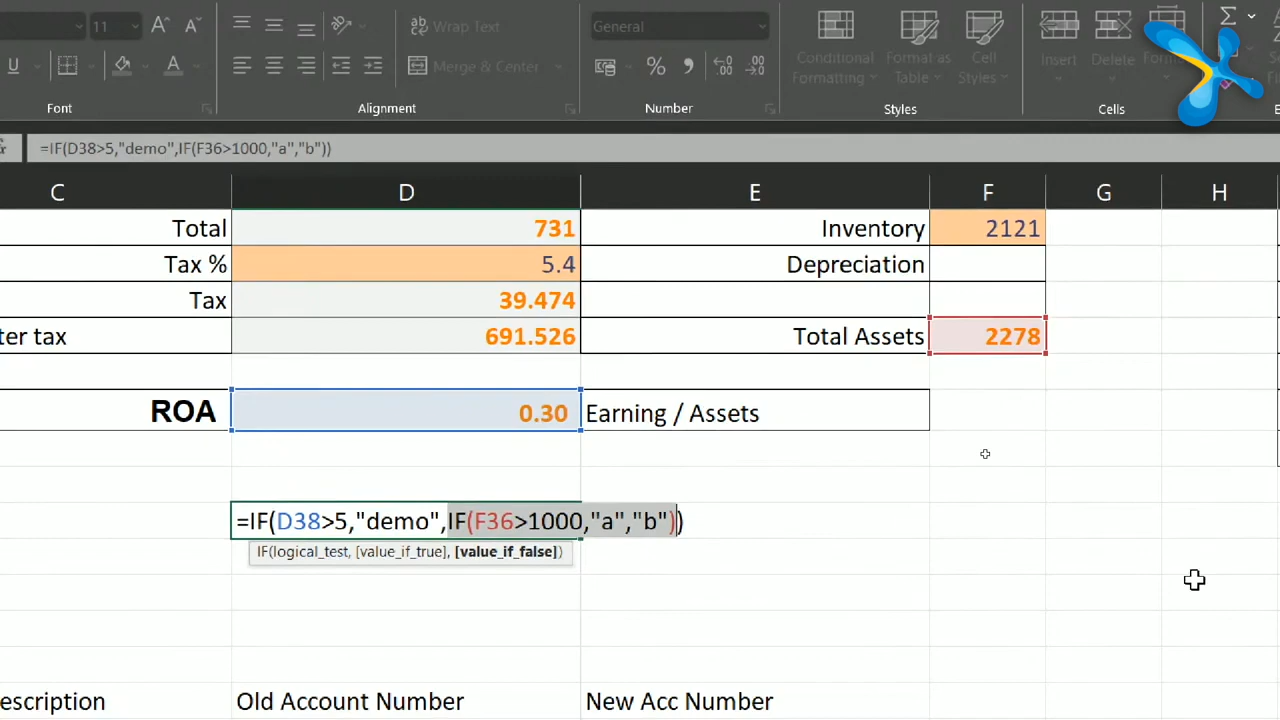 11 A^ A˅ Wrap Text General Σ
U A Merge & Center % , Conditional Formatting Format as Table Cell Styles Insert Delete
Font Alignment Number Styles Cells
=IF(D38>5,"demo",IF(F36>1000,"a","b"))
C D E F G H
Total 731 Inventory 2121
Tax % 5.4 Depreciation
Tax 39.474
ter tax 691.526 Total Assets 2278
ROA 0.30 Earning / Assets
=IF(D38>5,"demo",IF(F36>1000,"a","b"))
IF(logical_test, [value_if_true], [value_if_false])
escription Old Account Number New Acc Number